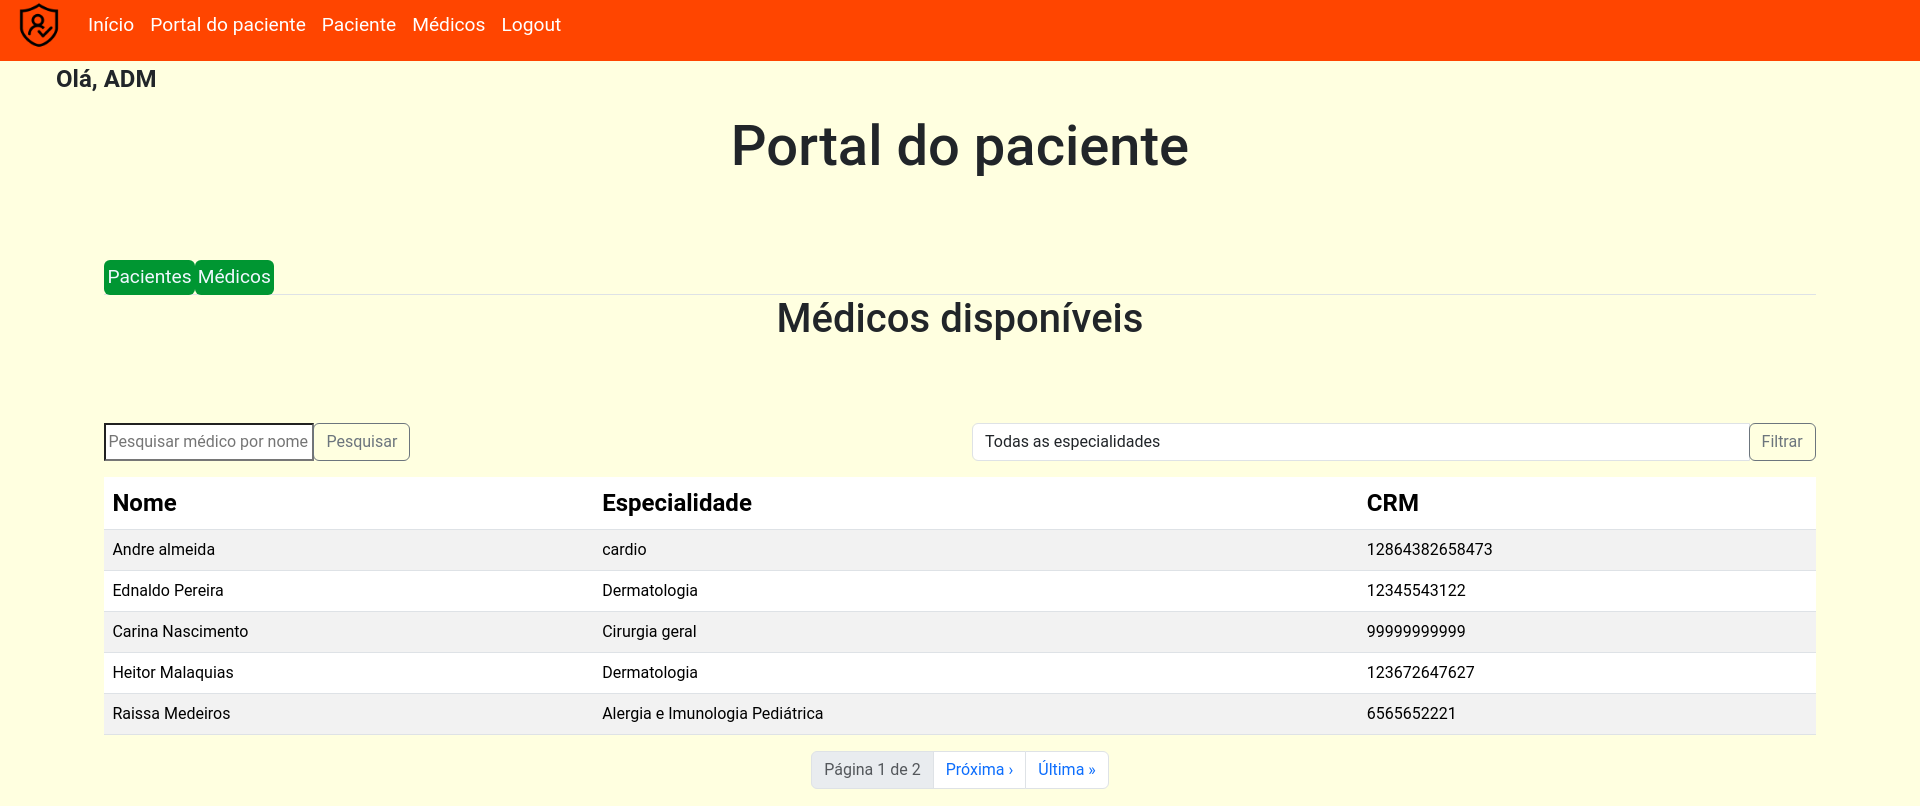 Início Portal do paciente Paciente Médicos Logout
Olá, ADM
Portal do paciente
Pacientes Médicos
Médicos disponíveis
Pesquisar médico por nome Pesquisar Todas as especialidades Filtrar
Nome Especialidade CRM
Andre almeida cardio 12864382658473
Ednaldo Pereira Dermatologia 12345543122
Carina Nascimento Cirurgia geral 99999999999
Heitor Malaquias Dermatologia 123672647627
Raissa Medeiros Alergia e Imunologia Pediátrica 6565652221
Página 1 de 2 Próxima › Última »